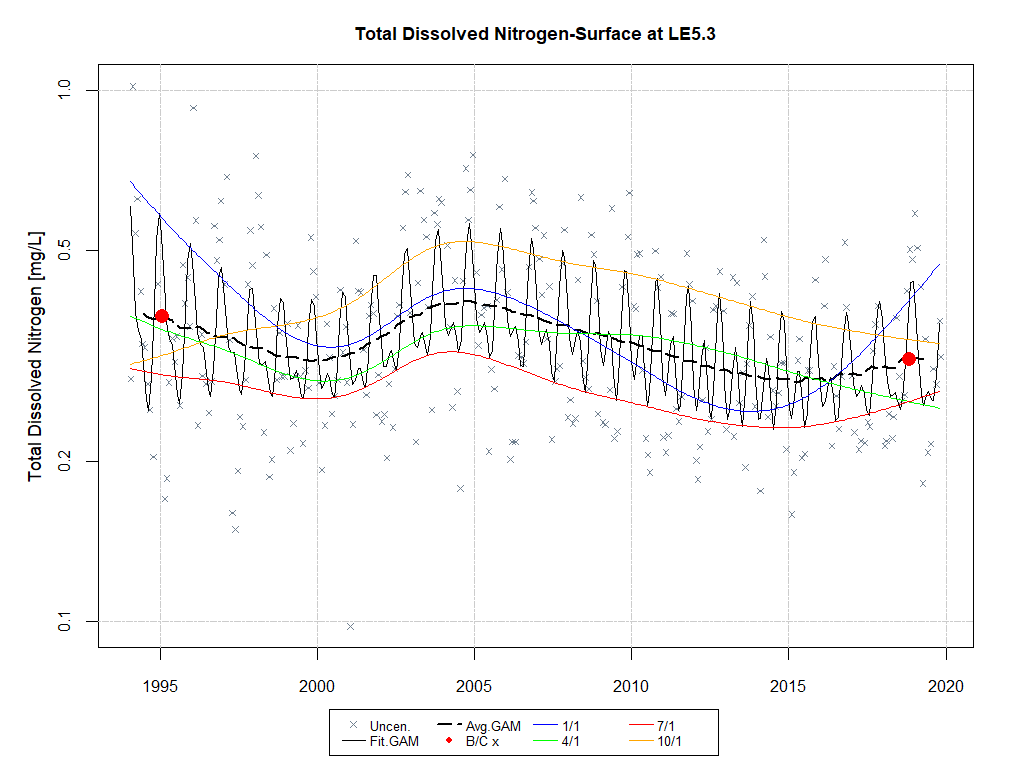 Total Dissolved Nitrogen-Surface at LE5.3
Total Dissolved Nitrogen [mg/L]
1.0
0.5
0.2
0.1
1995 2000 2005 2010 2015 2020
Uncen. Avg.GAM 1/1 7/1
Fit.GAM B/C x 4/1 10/1